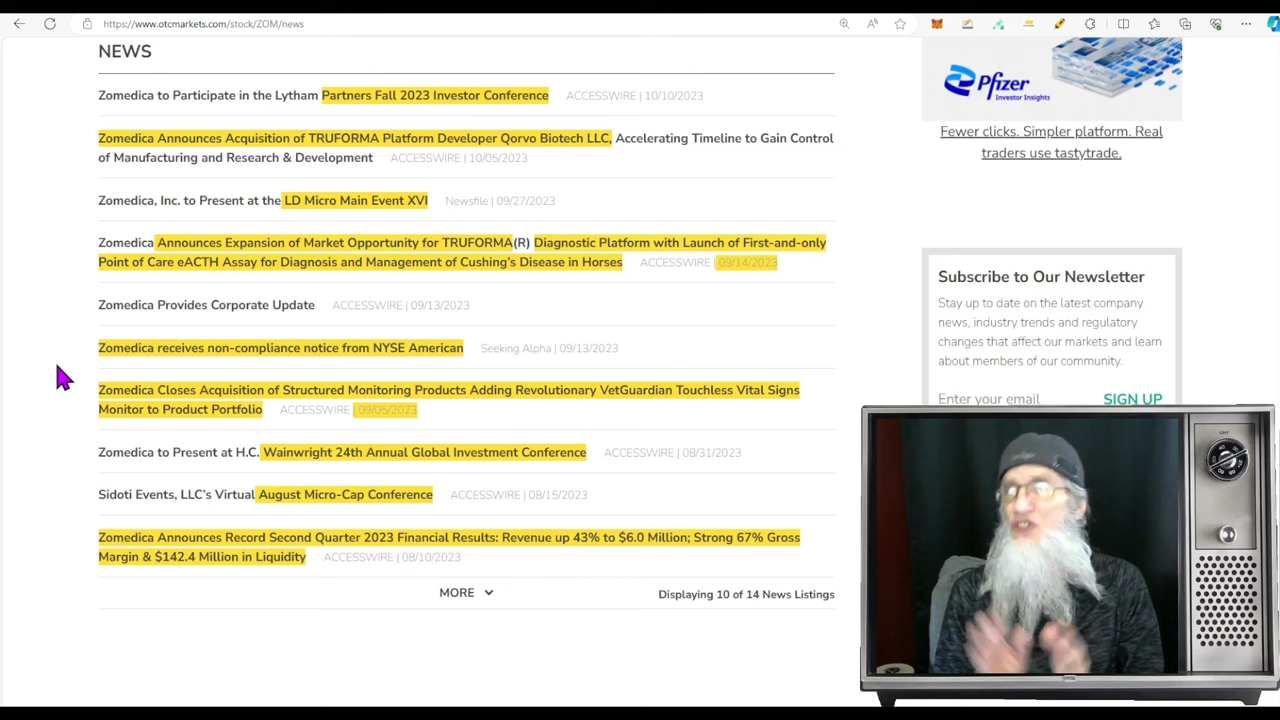 https://www.otcmarkets.com/stock/ZOM/news
NEWS
Zomedica to Participate in the Lytham Partners Fall 2023 Investor Conference ACCESSWIRE | 10/10/2023
Zomedica Announces Acquisition of TRUFORMA Platform Developer Qorvo Biotech LLC, Accelerating Timeline to Gain Control
of Manufacturing and Research & Development ACCESSWIRE | 10/05/2023
Zomedica, Inc. to Present at the LD Micro Main Event XVI Newsfile | 09/27/2023
Zomedica Announces Expansion of Market Opportunity for TRUFORMA(R) Diagnostic Platform with Launch of First-and-only
Point of Care eACTH Assay for Diagnosis and Management of Cushing's Disease in Horses ACCESSWIRE | 09/14/2023
Zomedica Provides Corporate Update ACCESSWIRE | 09/13/2023
Zomedica receives non-compliance notice from NYSE American Seeking Alpha | 09/13/2023
Zomedica Closes Acquisition of Structured Monitoring Products Adding Revolutionary VetGuardian Touchless Vital Signs
Monitor to Product Portfolio ACCESSWIRE | 09/05/2023
Zomedica to Present at H.C. Wainwright 24th Annual Global Investment Conference ACCESSWIRE | 08/31/2023
Sidoti Events, LLC's Virtual August Micro-Cap Conference ACCESSWIRE | 08/15/2023
Zomedica Announces Record Second Quarter 2023 Financial Results: Revenue up 43% to $6.0 Million; Strong 67% Gross
Margin & $142.4 Million in Liquidity ACCESSWIRE | 08/10/2023
MORE
Displaying 10 of 14 News Listings
Pfizer
Investor Insights
Fewer clicks. Simpler platform. Real
traders use tastytrade.
Subscribe to Our Newsletter
Stay up to date on the latest company
news, industry trends and regulatory
changes that affect our markets and learn
about members of our community.
Enter your email SIGN UP
UHF